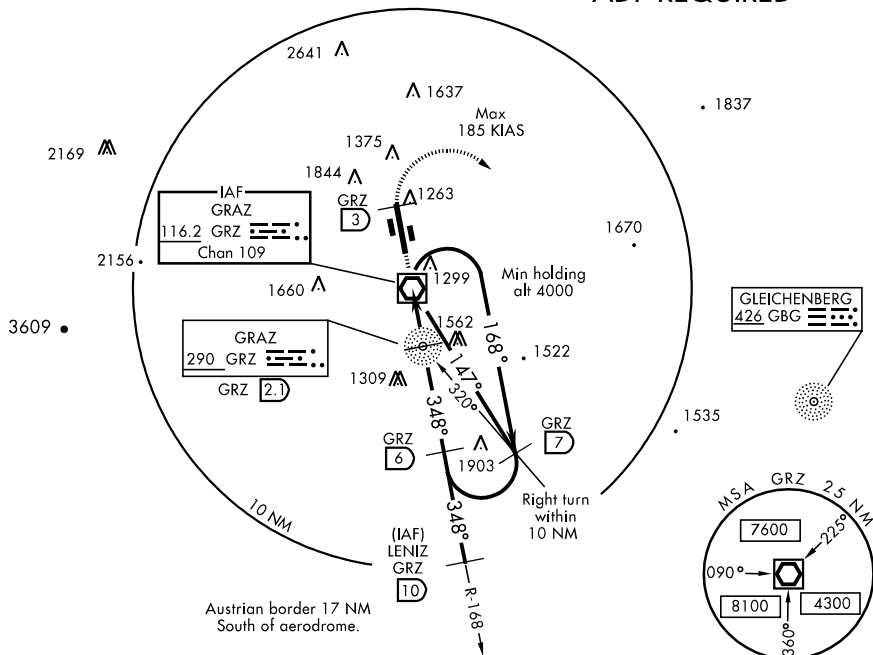 ADF REQUIRED
2641
1637
1837
Max
185 KIAS
1375
2169
1844
1263
IAF
GRAZ
116.2 GRZ
Chan 109
GRZ
3
1670
2156
1299
Min holding
alt 4000
1660
3609
GLEICHENBERG
426 GBG
GRAZ
290 GRZ
GRZ 2.1
1562
168°
1522
147°
320°
1309
348°
1535
GRZ
6
GRZ
7
1903
Right turn
within
10 NM
10 NM
348°
(IAF)
LENIZ
GRZ
10
R-168
Austrian border 17 NM
South of aerodrome.
MSA GRZ 25 NM
7600
225°
090°
8100
4300
360°